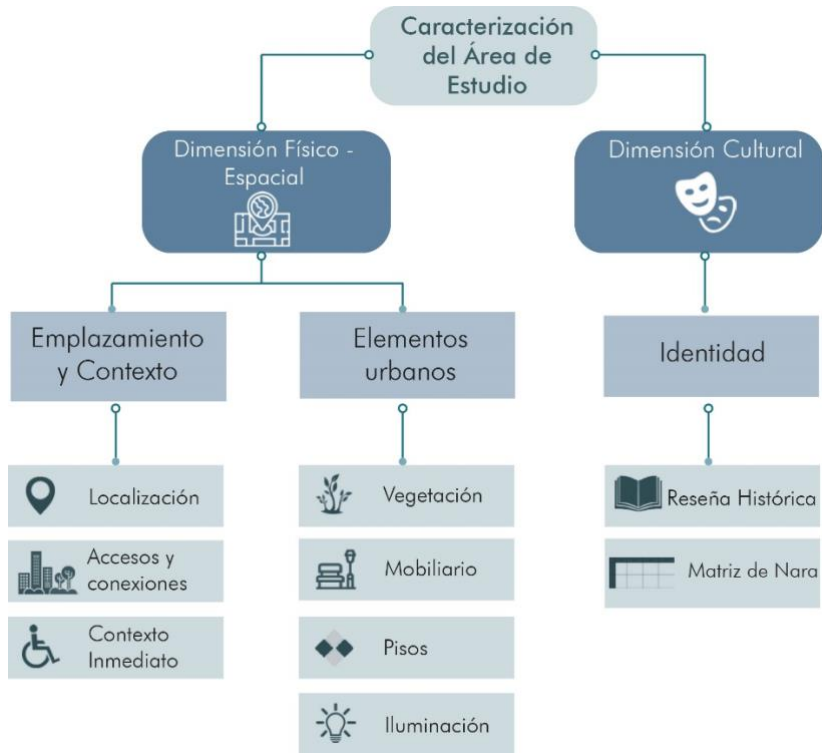 Caracterización
del Área de
Estudio
Dimensión Físico -
Espacial
Dimensión Cultural
Emplazamiento
y Contexto
Elementos
urbanos
Identidad
Localización
Accesos y
conexiones
Contexto
Inmediato
Vegetación
Mobiliario
Pisos
Iluminación
Reseña Histórica
Matriz de Nara